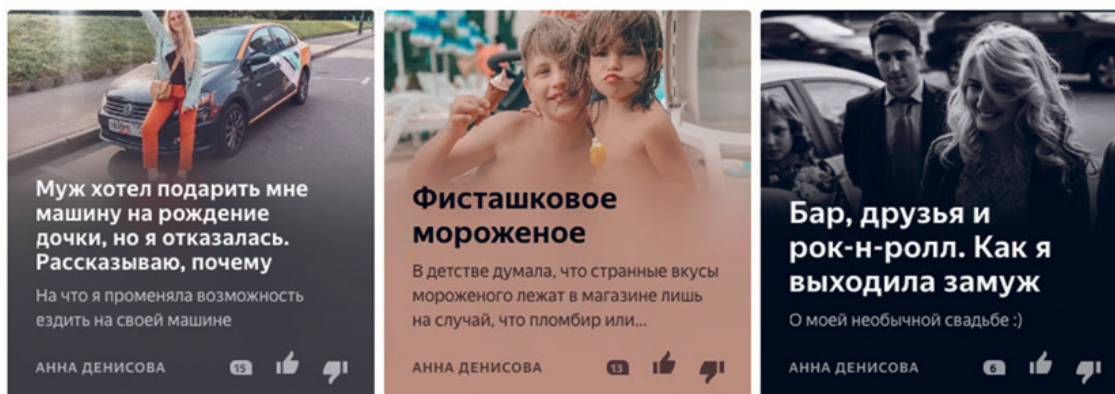 Муж хотел подарить мне
машину на рождение
дочки, но я отказалась.
Рассказываю, почему
На что я променяла возможность
ездить на своей машине
АННА ДЕНИСОВА
15
Фисташковое
мороженое
В детстве думала, что странные вкусы
мороженого лежат в магазине лишь
на случай, что пломбир или...
АННА ДЕНИСОВА
13
Бар, друзья и
рок-н-ролл. Как я
выходила замуж
О моей необычной свадьбе :)
АННА ДЕНИСОВА
6